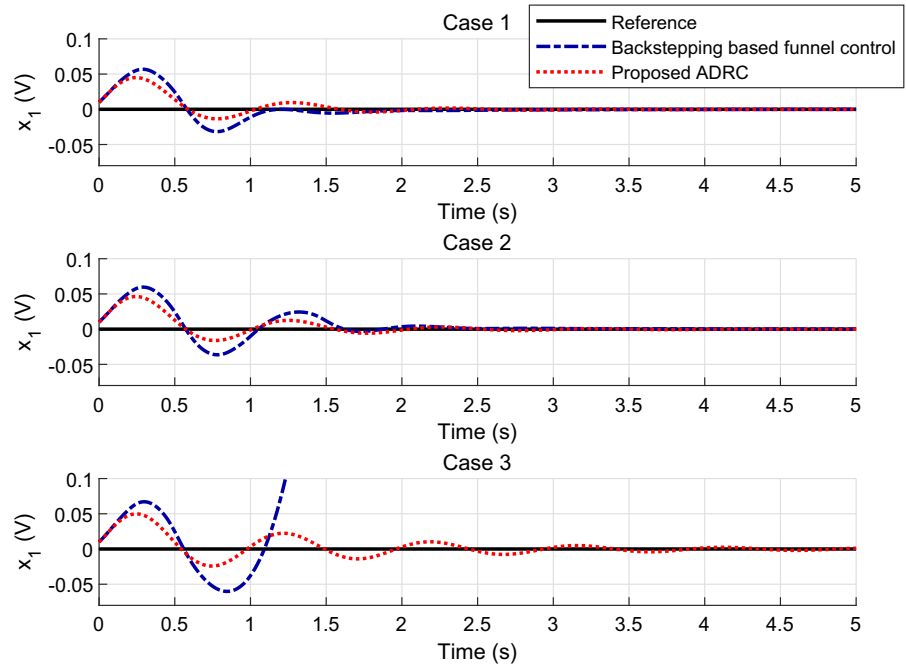 Case 1
Reference
Backstepping based funnel control
Proposed ADRC
0.1
0.05
0
-0.05
x_1 (V)
0 0.5 1 1.5 2 2.5 3 3.5 4 4.5 5
Time (s)
Case 2
0.1
0.05
0
-0.05
x_1 (V)
0 0.5 1 1.5 2 2.5 3 3.5 4 4.5 5
Time (s)
Case 3
0.1
0.05
0
-0.05
x_1 (V)
0 0.5 1 1.5 2 2.5 3 3.5 4 4.5 5
Time (s)